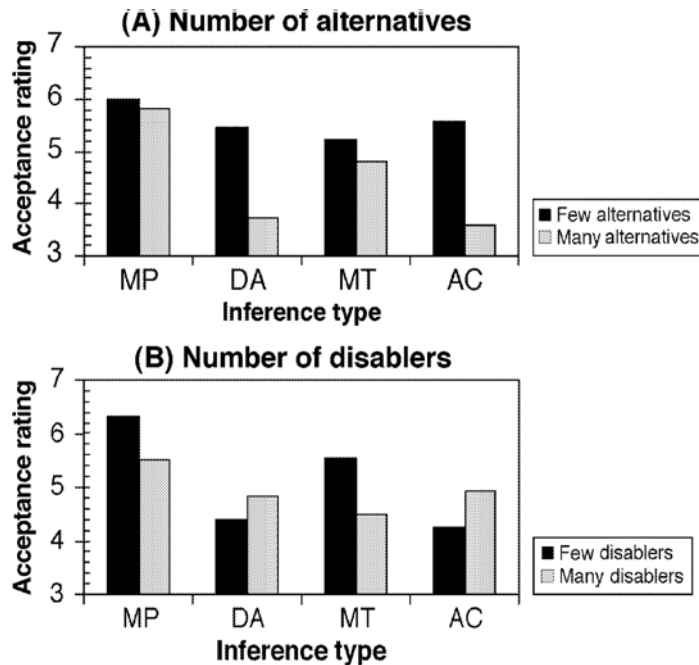 (A) Number of alternatives
Acceptance rating
7
6
5
4
3
MP DA MT AC
Inference type
Few alternatives
Many alternatives
(B) Number of disablers
Acceptance rating
7
6
5
4
3
MP DA MT AC
Inference type
Few disablers
Many disablers